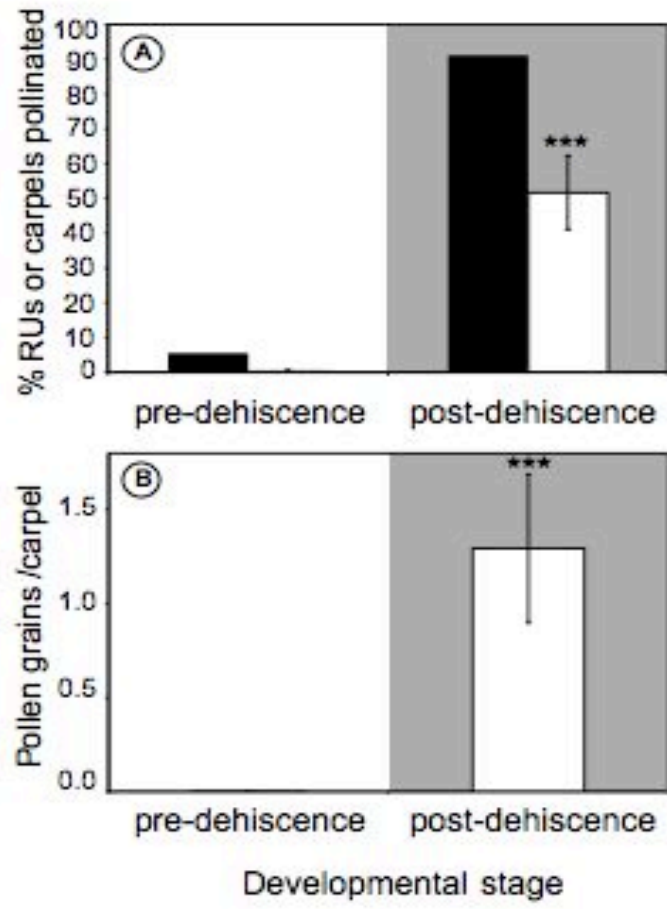 % RUs or carpels pollinated
100
90
80
70
60
50
40
30
20
10
0
A
***
pre-dehiscence post-dehiscence
Pollen grains /carpel
1.5
1.0
0.5
0.0
B
***
pre-dehiscence post-dehiscence
Developmental stage